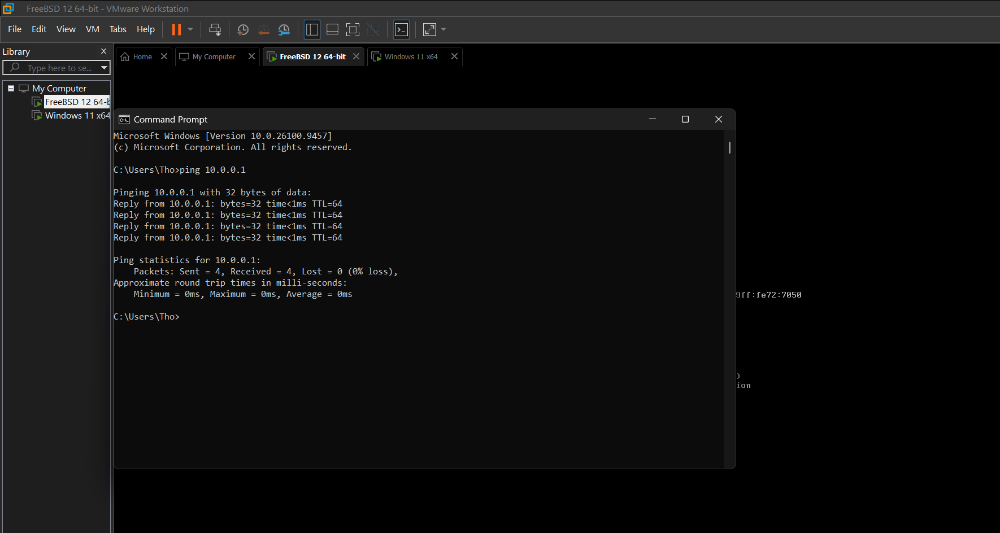 FreeBSD 12 64-bit - VMware Workstation
File Edit View VM Tabs Help
Library
Type here to se...
Home
My Computer
FreeBSD 12 64-bit
Windows 11 x64
My Computer
FreeBSD 12 64-b
Windows 11 x64
Command Prompt
Microsoft Windows [Version 10.0.26100.9457]
(c) Microsoft Corporation. All rights reserved.
C:\Users\Tho>ping 10.0.0.1
Pinging 10.0.0.1 with 32 bytes of data:
Reply from 10.0.0.1: bytes=32 time<1ms TTL=64
Reply from 10.0.0.1: bytes=32 time<1ms TTL=64
Reply from 10.0.0.1: bytes=32 time<1ms TTL=64
Reply from 10.0.0.1: bytes=32 time<1ms TTL=64
Ping statistics for 10.0.0.1:
Packets: Sent = 4, Received = 4, Lost = 0 (0% loss),
Approximate round trip times in milli-seconds:
Minimum = 0ms, Maximum = 0ms, Average = 0ms
C:\Users\Tho>
9ff:fe72:7050
)
ion